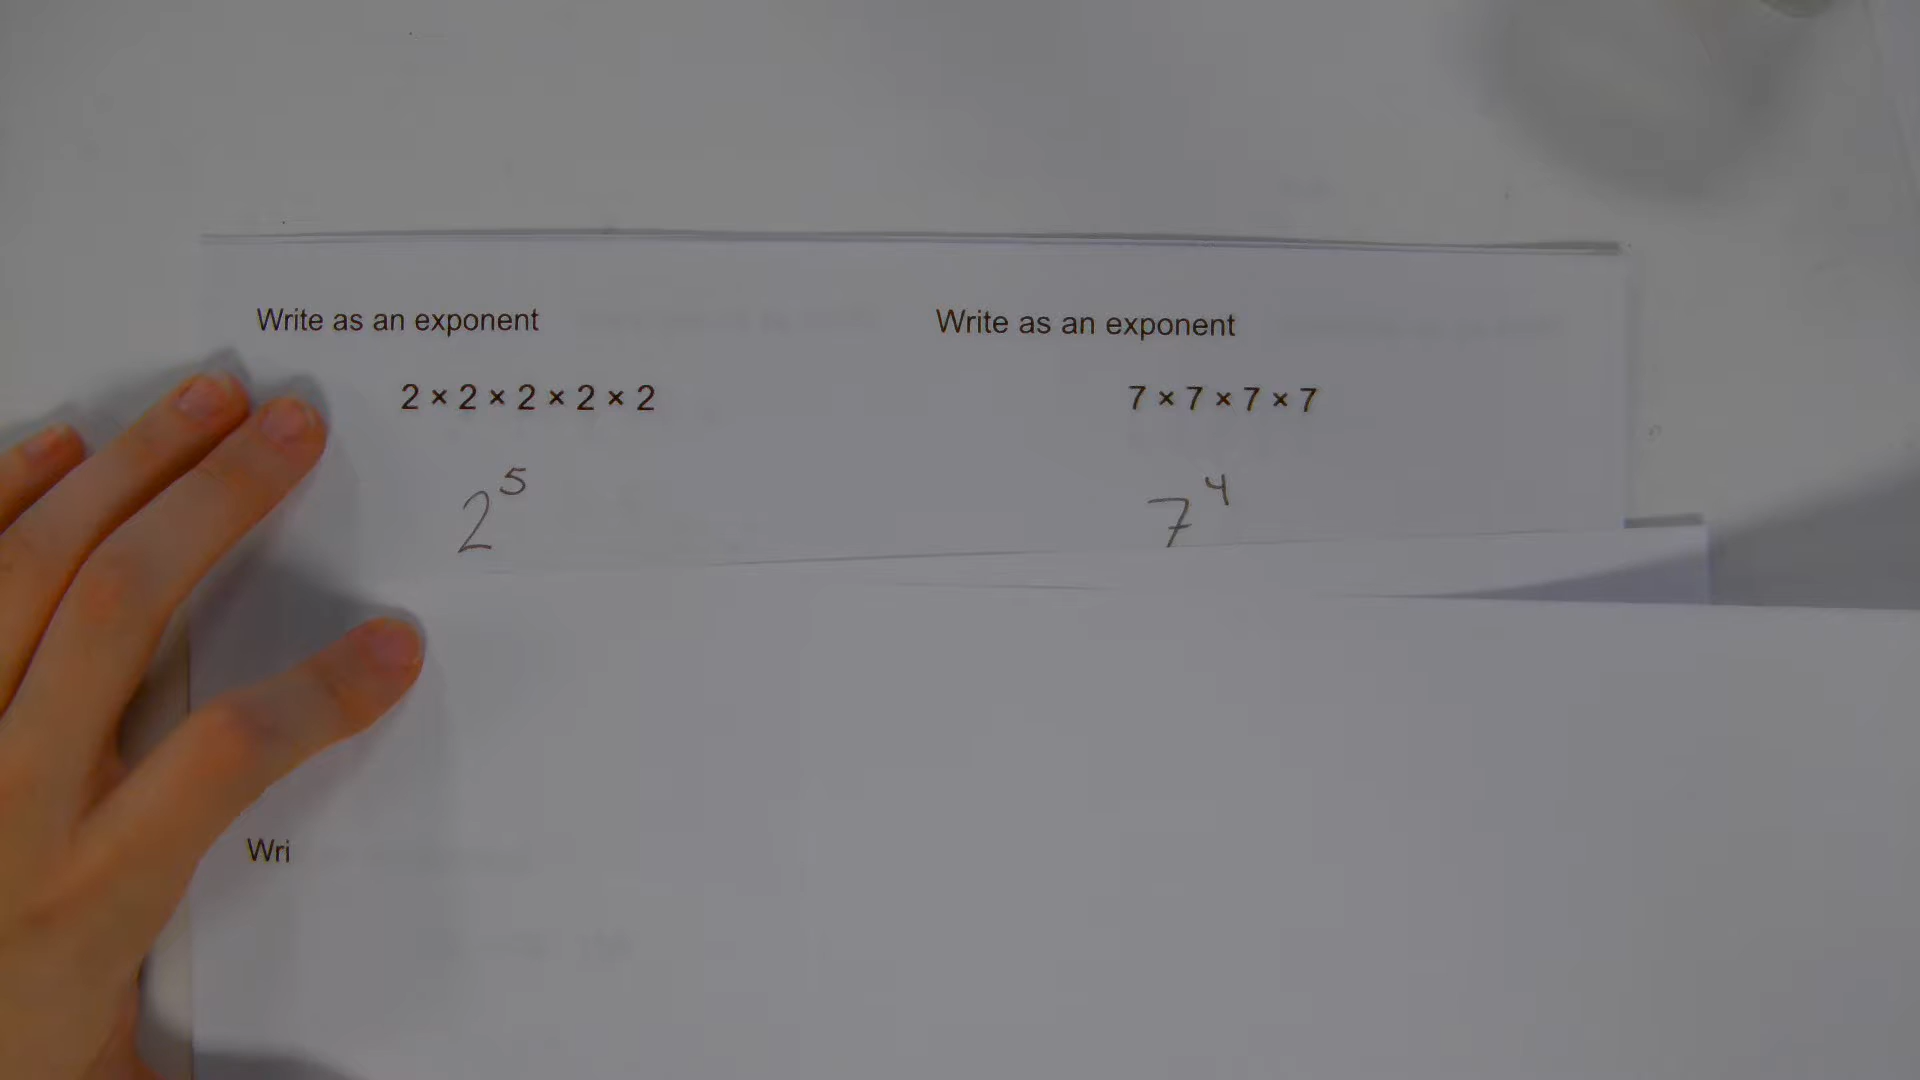 Write as an exponent
2 × 2 × 2 × 2 × 2
2⁵
Write as an exponent
7 × 7 × 7 × 7
7⁴
Wri